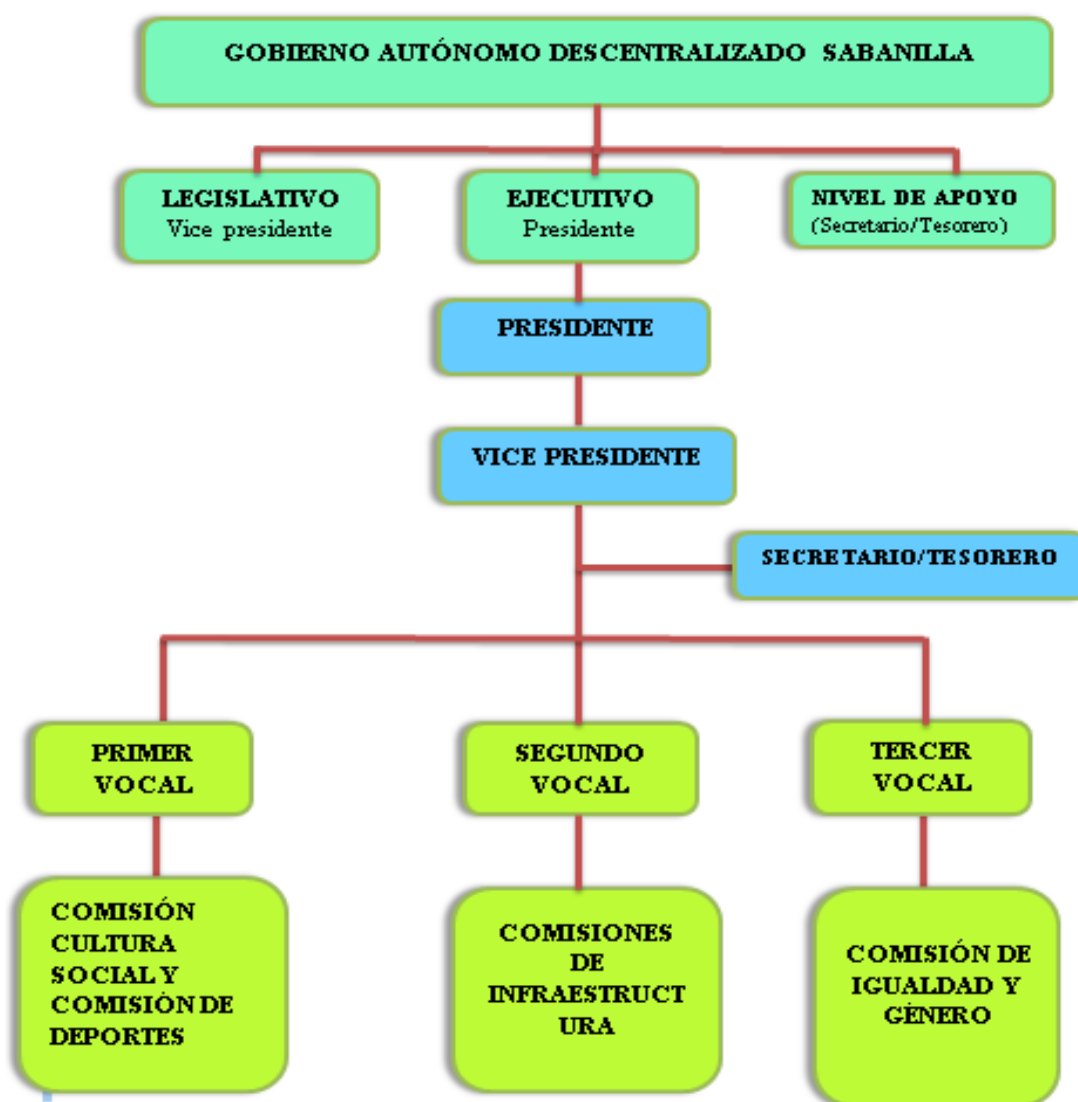 GOBIERNO AUTÓNOMO DESCENTRALIZADO SABANILLA
LEGISLATIVO
Vice presidente
EJECUTIVO
Presidente
NIVEL DE APOYO
(Secretario/Tesorero)
PRESIDENTE
VICE PRESIDENTE
SECRETARIO/TESORERO
PRIMER
VOCAL
SEGUNDO
VOCAL
TERCER
VOCAL
COMISIÓN
CULTURA
SOCIAL Y
COMISIÓN DE
DEPORTES
COMISIONES
DE
INFRAESTRUCT
URA
COMISIÓN DE
IGUALDAD Y
GÉNERO